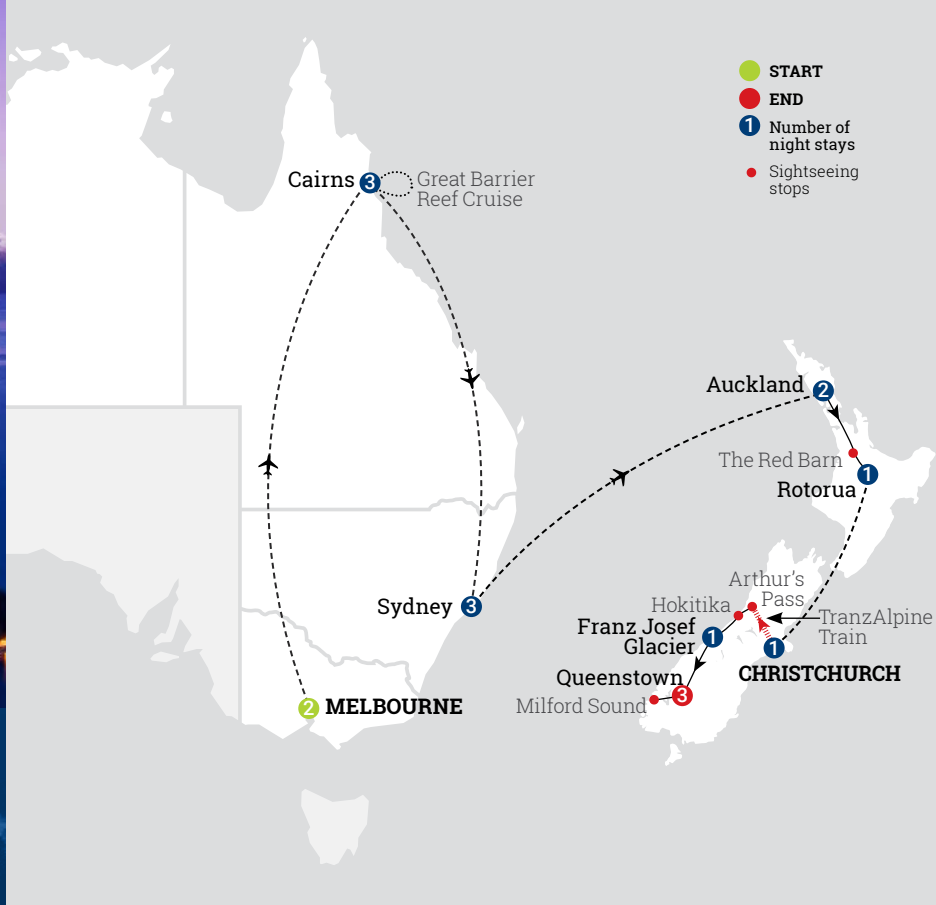 START
END
1 Number of
night stays
Sightseeing
stops
Cairns 3 Great Barrier
Reef Cruise
Auckland 2
The Red Barn
1
Rotorua
Arthur's
Pass
Sydney 3
Hokitika
TranzAlpine
Train
Franz Josef
Glacier 1
1
CHRISTCHURCH
Queenstown
3
Milford Sound
2 MELBOURNE